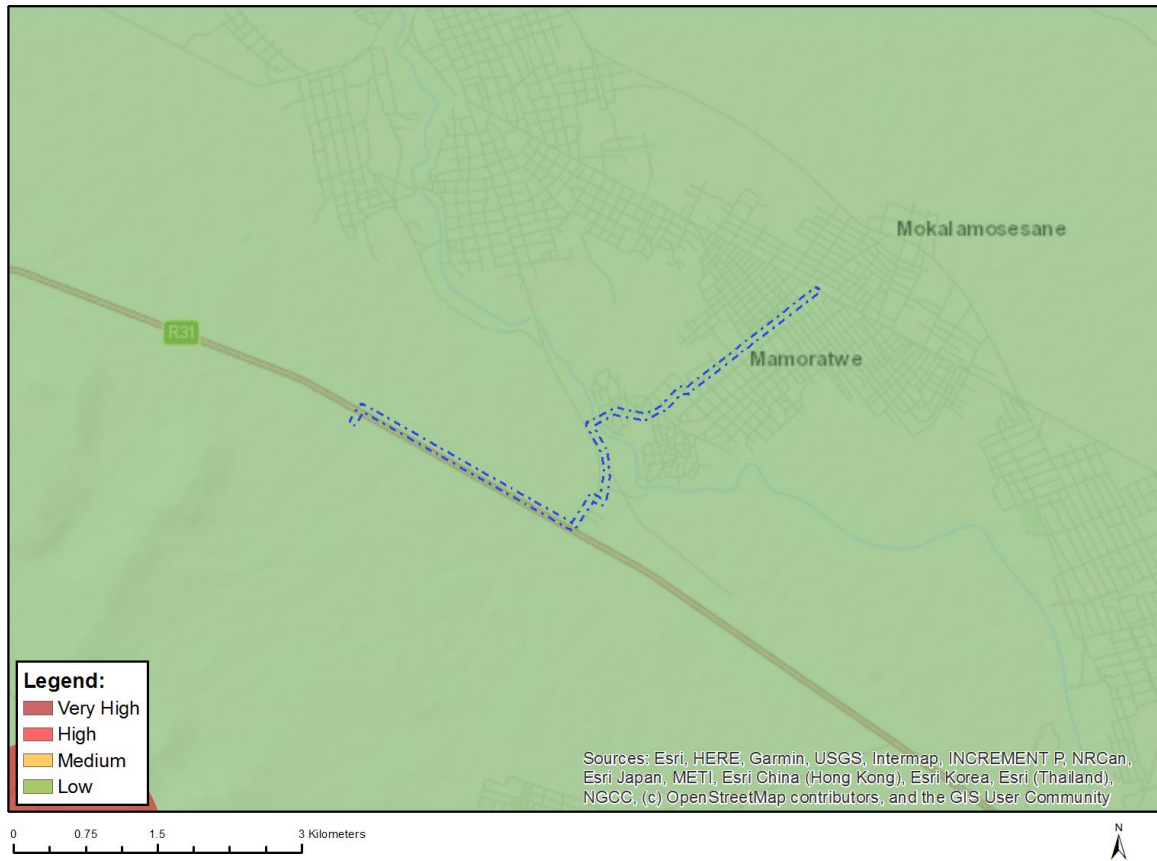 Mokalamosesane
R31
Mamoratwe
Legend:
Very High
High
Medium
Low
Sources: Esri, HERE, Garmin, USGS, Intermap, INCREMENT P, NRCan,
Esri Japan, METI, Esri China (Hong Kong), Esri Korea, Esri (Thailand),
NGCC, (c) OpenStreetMap contributors, and the GIS User Community
0 0.75 1.5 3 Kilometers
N